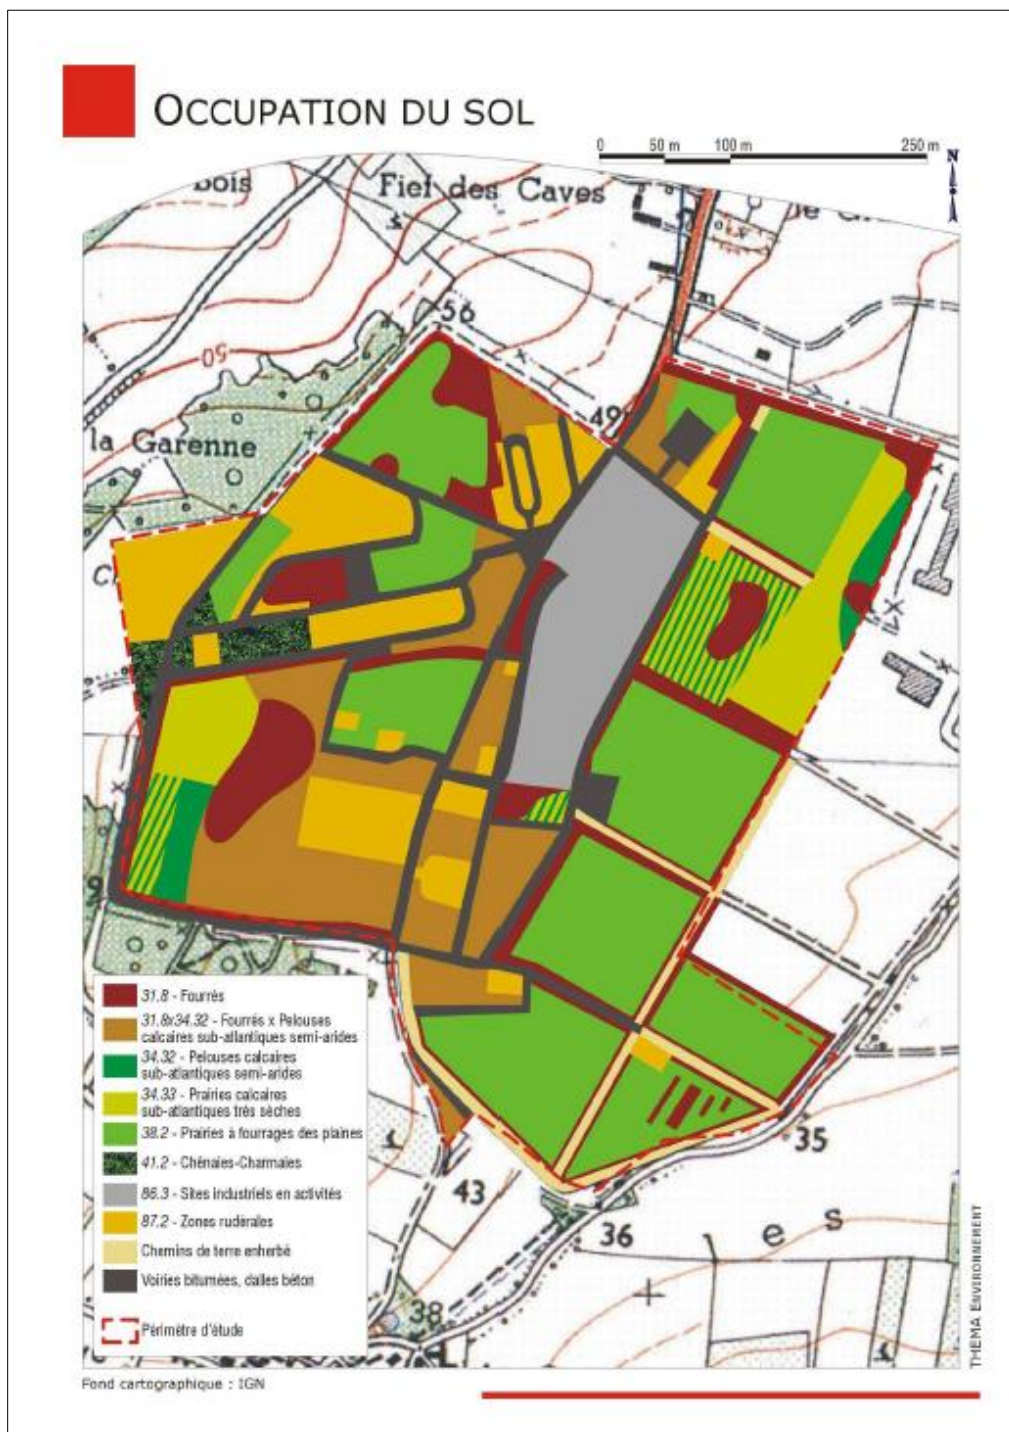 OCCUPATION DU SOL
0 50 m 100 m 250 m
N
bois
Fief des Caves
56
50
49
la Garenne
9
31.8 - Fourrés
31.8x34.32 - Fourrés x Pelouses
calcaires sub-atlantiques semi-arides
34.32 - Pelouses calcaires
sub-atlantiques semi-arides
34.33 - Prairies calcaires
sub-atlantiques très sèches
38.2 - Prairies à fourrages des plaines
41.2 - Chênaies-Charmaies
86.3 - Sites industriels en activités
87.2 - Zones rudérales
Chemins de terre enherbé
Voiries bitumées, dalles béton
Périmètre d'étude
35
43
36
l e s
38
THEMA ENVIRONNEMENT
Fond cartographique : IGN